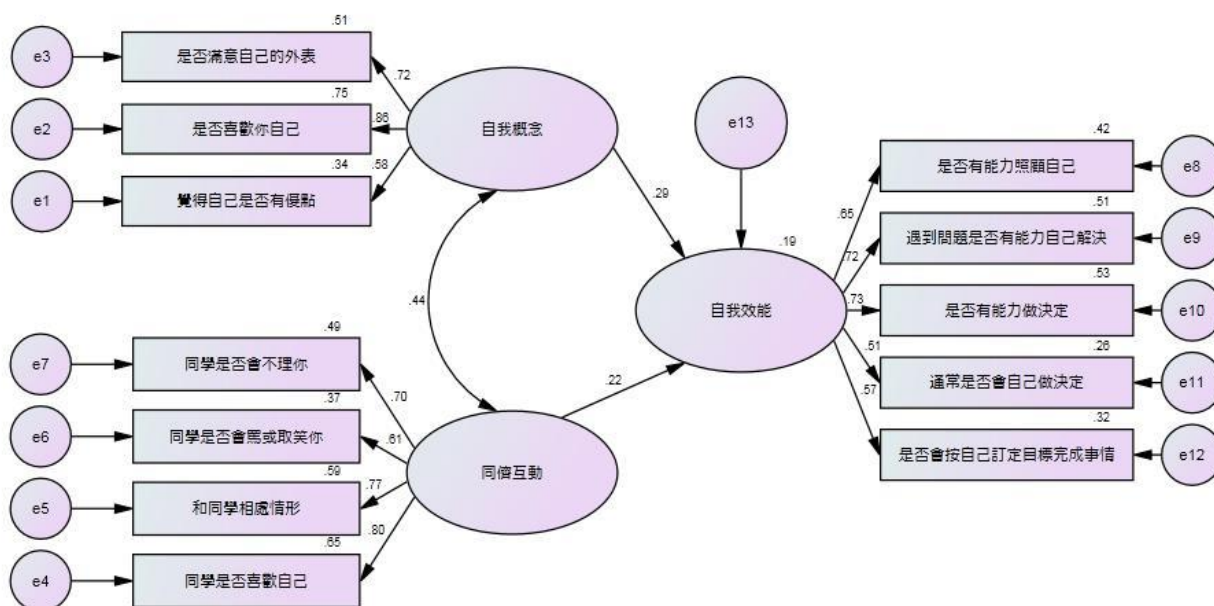 .51
e3
是否滿意自己的外表
.72
.75
e2
是否喜歡你自己
.86
.34
e1
覺得自己是否有優點
.58
自我概念
e13
.29
.44
.19
自我效能
.22
.42
是否有能力照顧自己
e8
.65
.51
遇到問題是否有能力自己解決
e9
.72
.53
是否有能力做決定
e10
.73
.26
通常是否會自己做決定
e11
.51
.32
是否會按自己訂定目標完成事情
e12
.57
.49
e7
同學是否會不理你
.70
.37
e6
同學是否會罵或取笑你
.61
.59
e5
和同學相處情形
.77
.65
e4
同學是否喜歡自己
.80
同儕互動